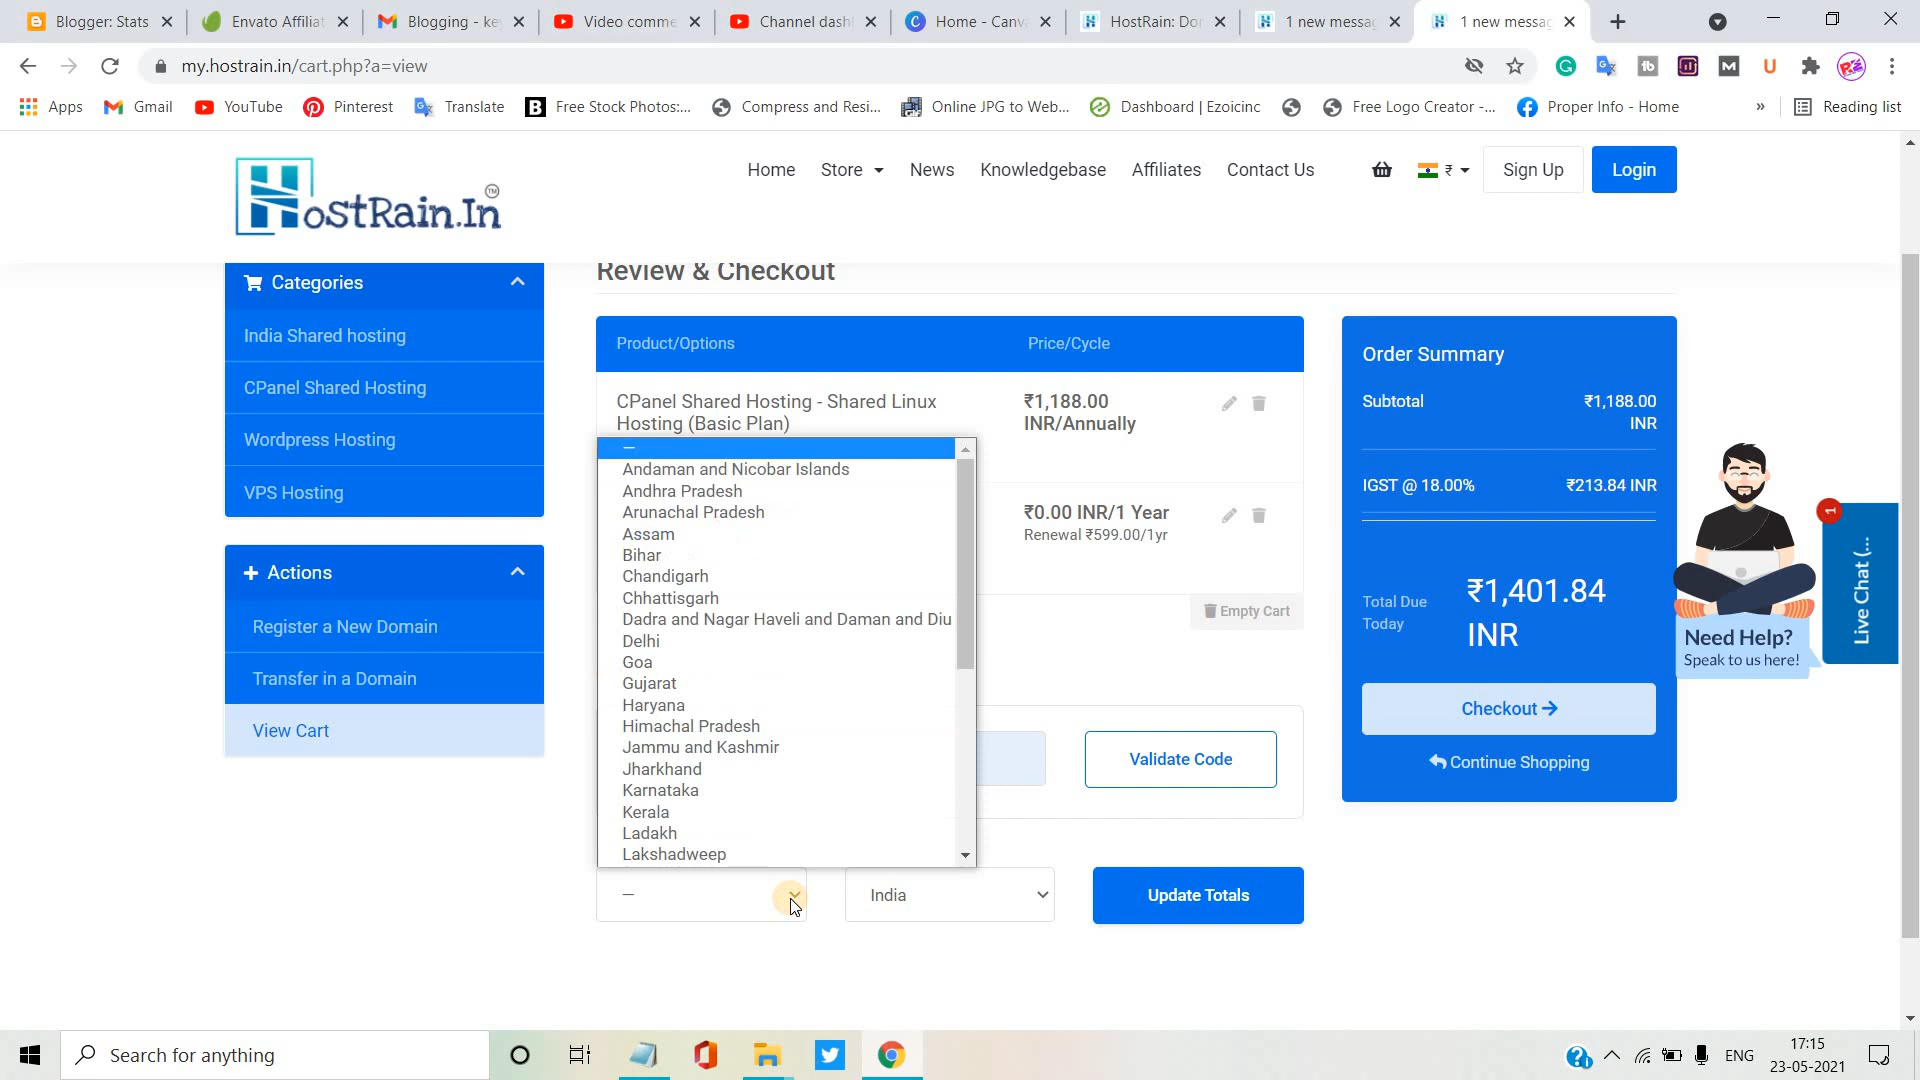 Blogger: Stats
Envato Affiliat
Blogging - ke
Video comme
Channel dash
Home - Canv
HostRain: Do
1 new messag
1 new messag
my.hostrain.in/cart.php?a=view
Apps
Gmail
YouTube
Pinterest
Translate
Free Stock Photos:...
Compress and Resi...
Online JPG to Web...
Dashboard | Ezoicinc
Free Logo Creator -...
Proper Info - Home
»
Reading list
HostRain.In
TM
Home
Store
News
Knowledgebase
Affiliates
Contact Us
₹
Sign Up
Login
Review & Checkout
Categories
India Shared hosting
CPanel Shared Hosting
Wordpress Hosting
VPS Hosting
Actions
Register a New Domain
Transfer in a Domain
View Cart
Product/Options
Price/Cycle
CPanel Shared Hosting - Shared Linux
Hosting (Basic Plan)
₹1,188.00
INR/Annually
₹0.00 INR/1 Year
Renewal ₹599.00/1yr
Empty Cart
—
Andaman and Nicobar Islands
Andhra Pradesh
Arunachal Pradesh
Assam
Bihar
Chandigarh
Chhattisgarh
Dadra and Nagar Haveli and Daman and Diu
Delhi
Goa
Gujarat
Haryana
Himachal Pradesh
Jammu and Kashmir
Jharkhand
Karnataka
Kerala
Ladakh
Lakshadweep
Validate Code
—
India
Update Totals
Order Summary
Subtotal
₹1,188.00
INR
IGST @ 18.00%
₹213.84 INR
Total Due
Today
₹1,401.84
INR
Checkout
Continue Shopping
Need Help?
Speak to us here!
1
Live Chat (...
Search for anything
ENG
17:15
23-05-2021